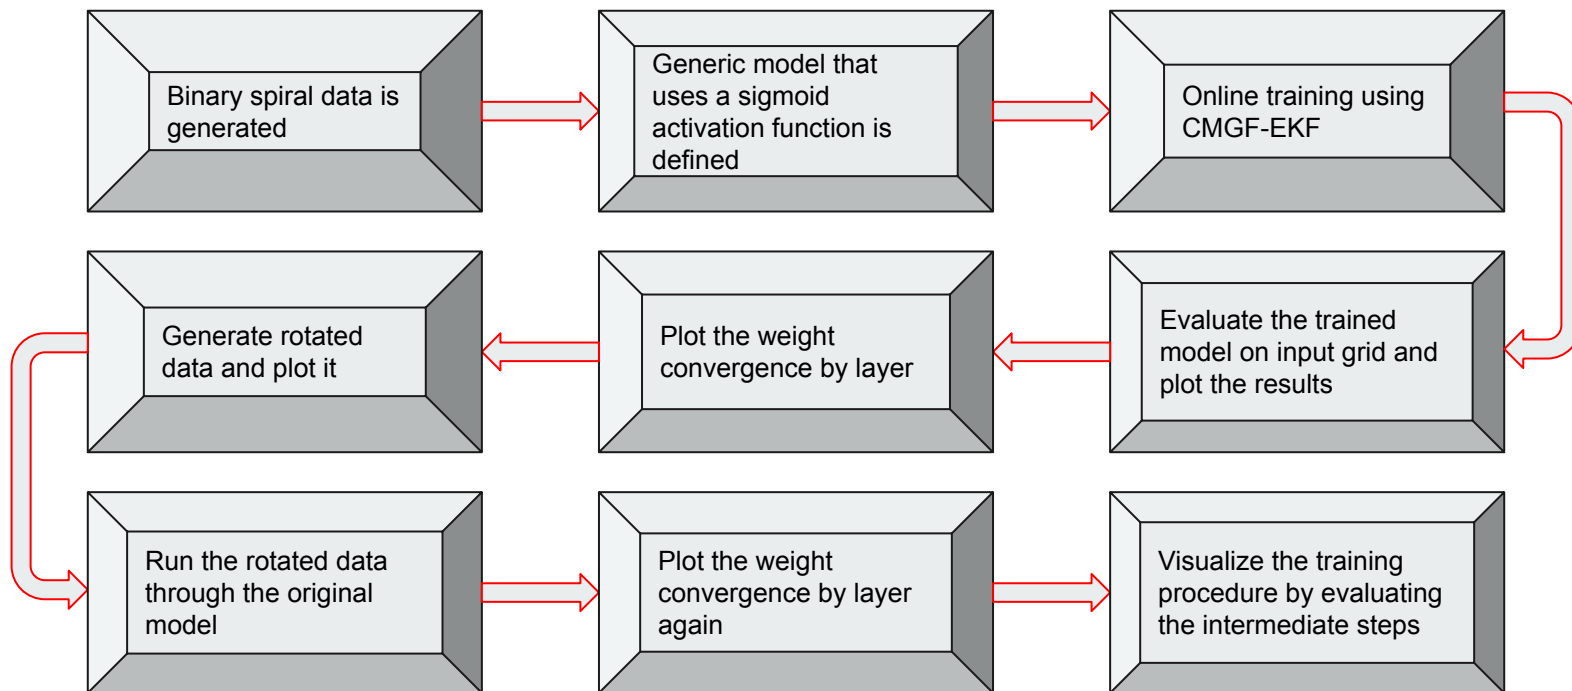 Binary spiral data is
generated
Generic model that
uses a sigmoid
activation function is
defined
Online training using
CMGF-EKF
Evaluate the trained
model on input grid and
plot the results
Plot the weight
convergence by layer
Generate rotated
data and plot it
Run the rotated data
through the original
model
Plot the weight
convergence by layer
again
Visualize the training
procedure by evaluating
the intermediate steps